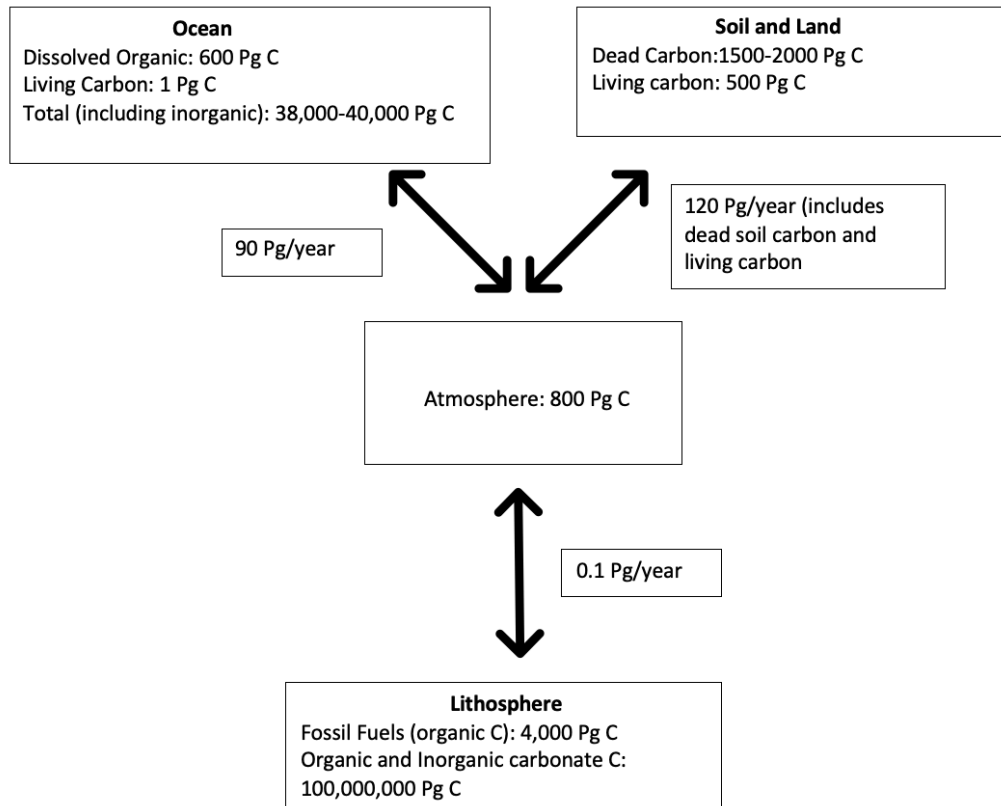 Ocean
Dissolved Organic: 600 Pg C
Living Carbon: 1 Pg C
Total (including inorganic): 38,000-40,000 Pg C
Soil and Land
Dead Carbon:1500-2000 Pg C
Living carbon: 500 Pg C
90 Pg/year
120 Pg/year (includes
dead soil carbon and
living carbon
Atmosphere: 800 Pg C
0.1 Pg/year
Lithosphere
Fossil Fuels (organic C): 4,000 Pg C
Organic and Inorganic carbonate C:
100,000,000 Pg C